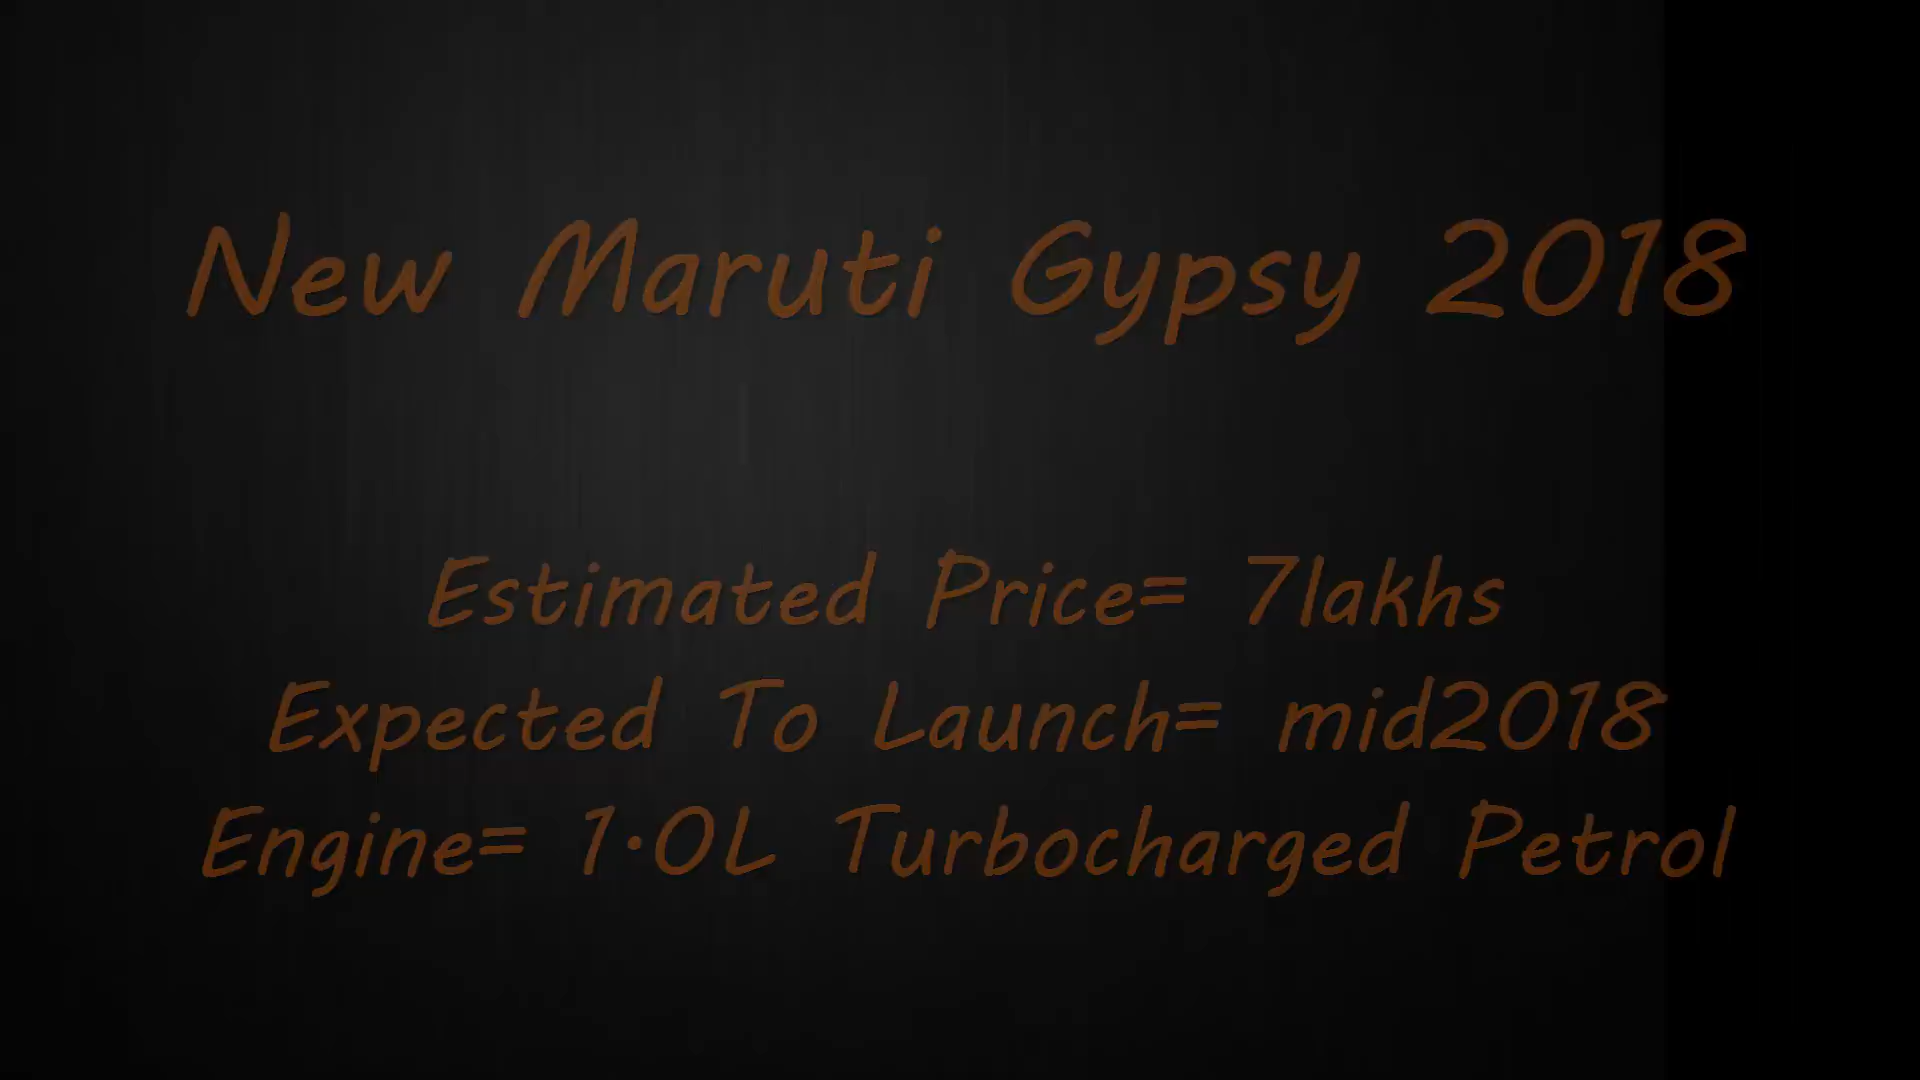 New Maruti Gypsy 2018
Estimated Price= 7lakhs
Expected To Launch= mid2018
Engine= 1.0L Turbocharged Petrol